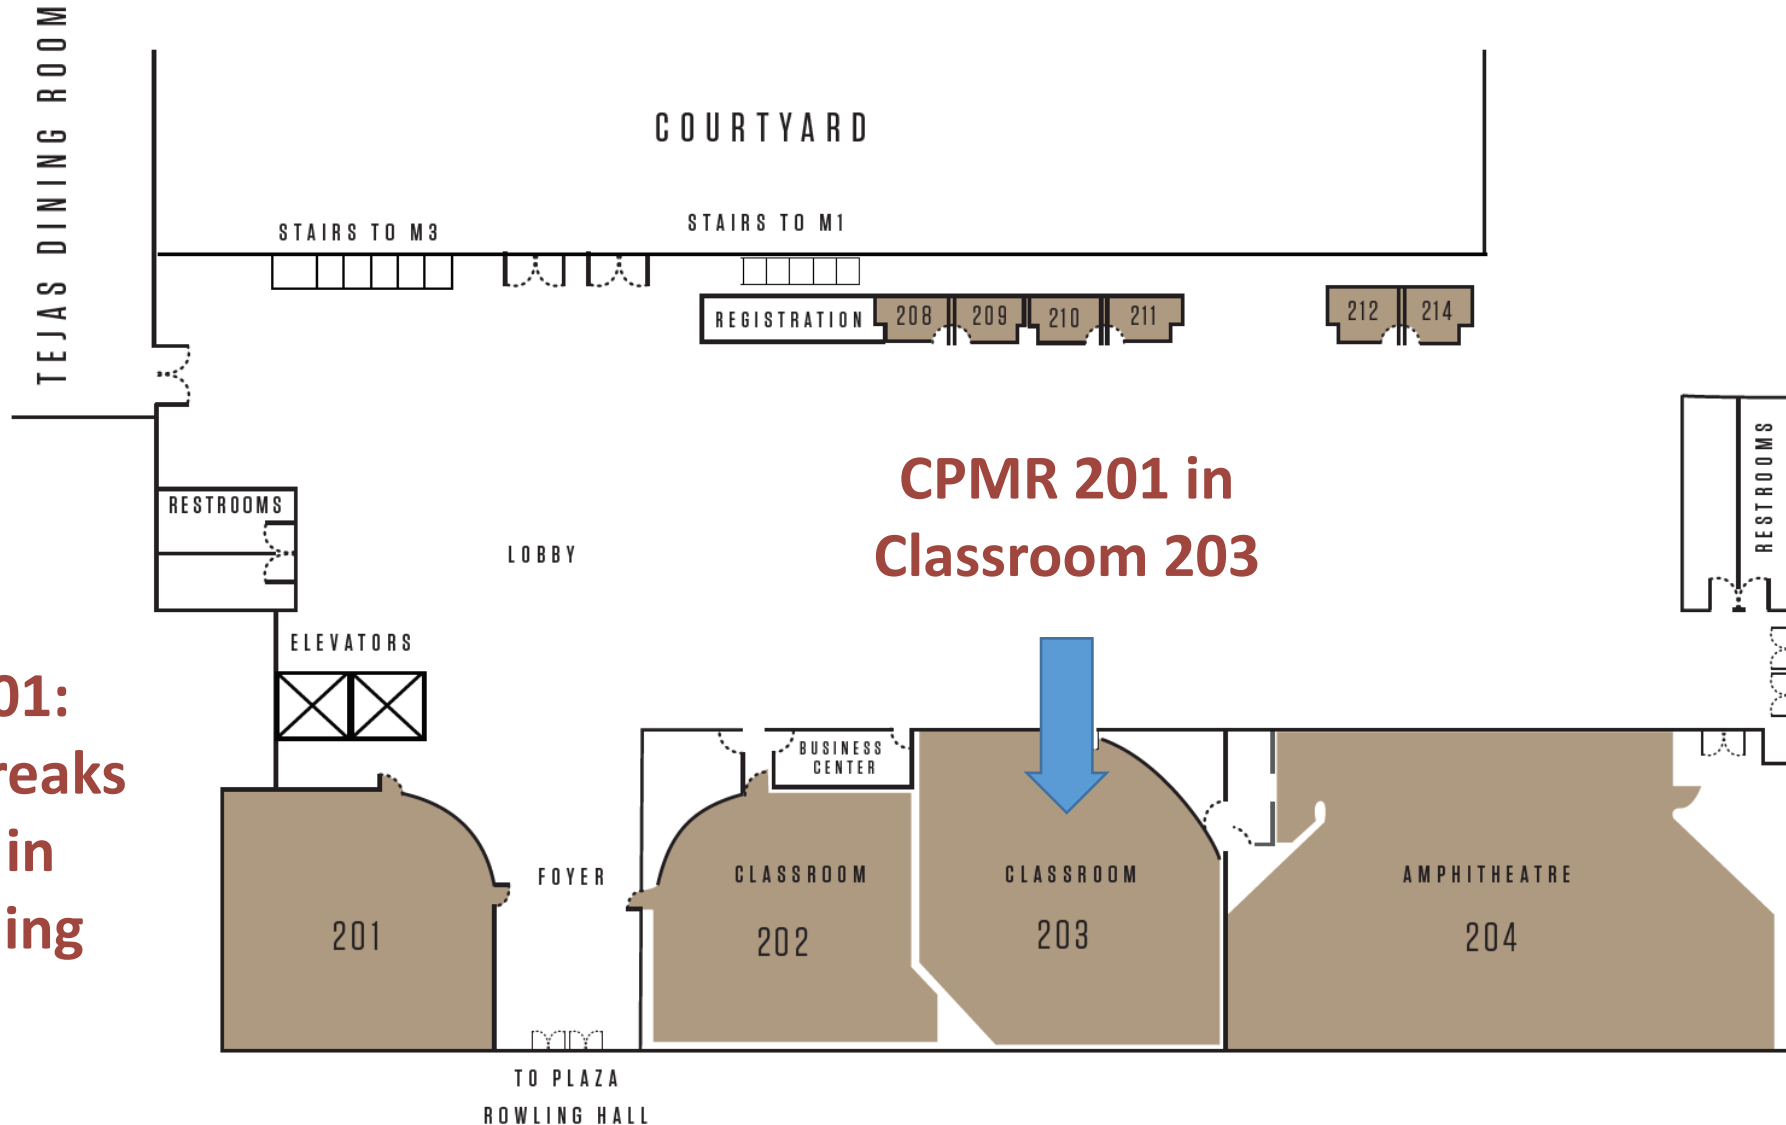 TEJAS DINING ROOM
COURTYARD
STAIRS TO M3
STAIRS TO M1
REGISTRATION
208
209
210
211
212
214
RESTROOMS
RESTROOMS
CPMR 201 in
Classroom 203
LOBBY
ELEVATORS
01:
reaks
in
ing
BUSINESS
CENTER
FOYER
CLASSROOM
CLASSROOM
AMPHITHEATRE
201
202
203
204
TO PLAZA
ROWLING HALL